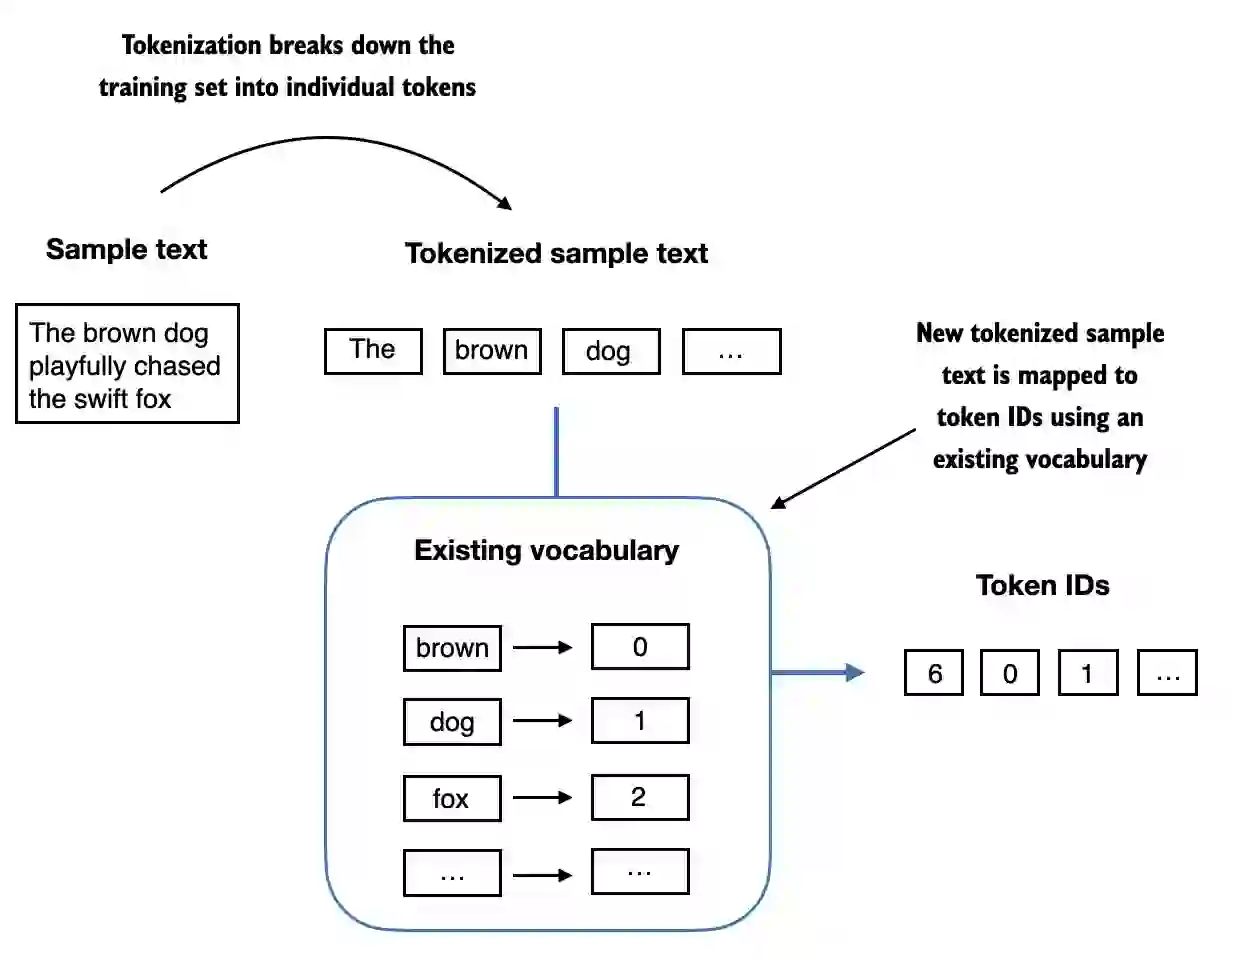 Tokenization breaks down the
training set into individual tokens
Sample text
Tokenized sample text
The brown dog
playfully chased
the swift fox
The
brown
dog
...
New tokenized sample
text is mapped to
token IDs using an
existing vocabulary
Existing vocabulary
brown
0
dog
1
fox
2
...
...
Token IDs
6
0
1
...